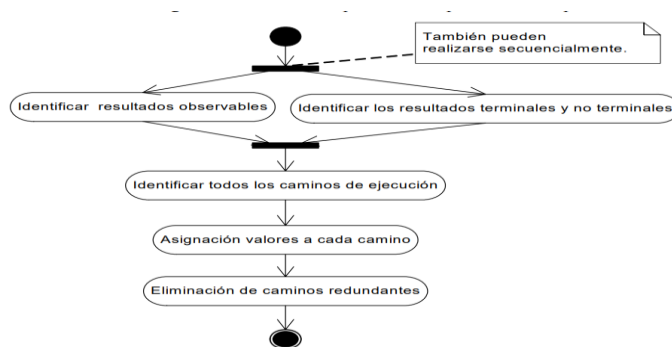 También pueden
realizarse secuencialmente.
Identificar resultados observables
Identificar los resultados terminales y no terminales
Identificar todos los caminos de ejecución
Asignación valores a cada camino
Eliminación de caminos redundantes